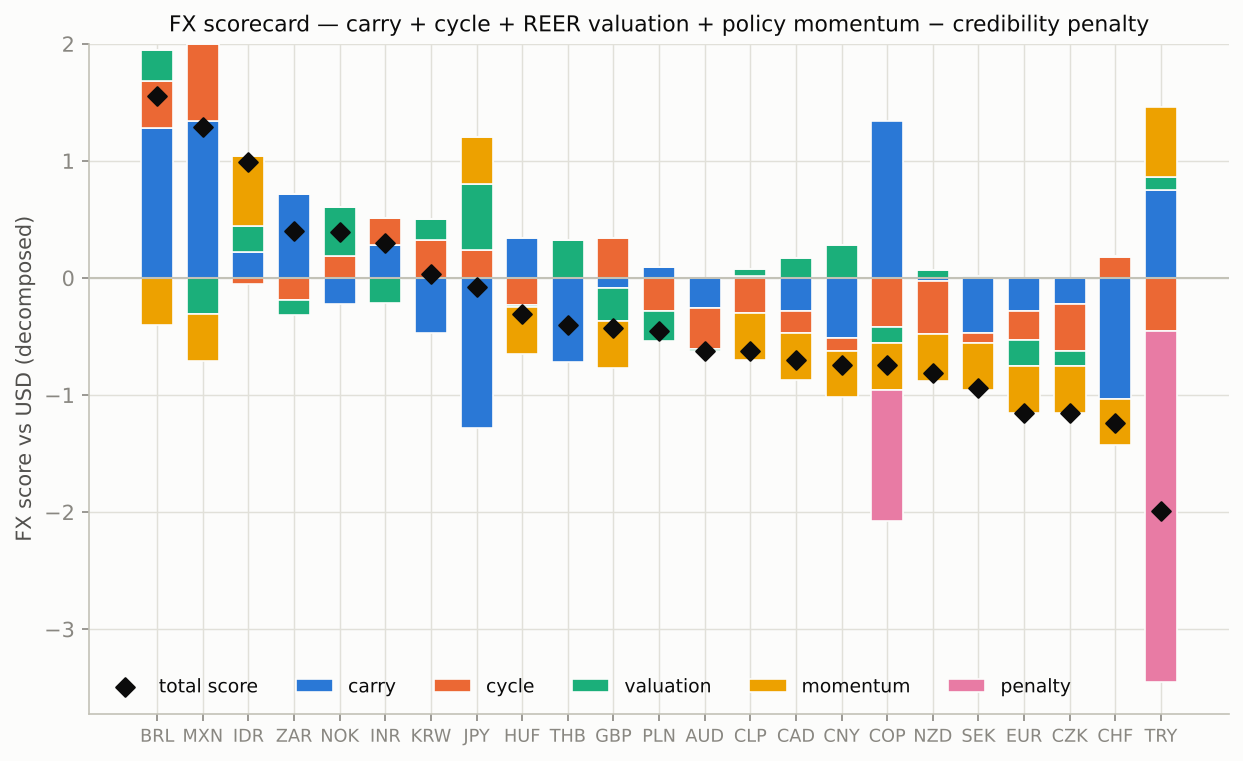 FX scorecard — carry + cycle + REER valuation + policy momentum − credibility penalty
FX score vs USD (decomposed)
2
1
0
−1
−2
−3
total score carry cycle valuation momentum penalty
BRL MXN IDR ZAR NOK INR KRW JPY HUF THB GBP PLN AUD CLP CAD CNY COP NZD SEK EUR CZK CHF TRY